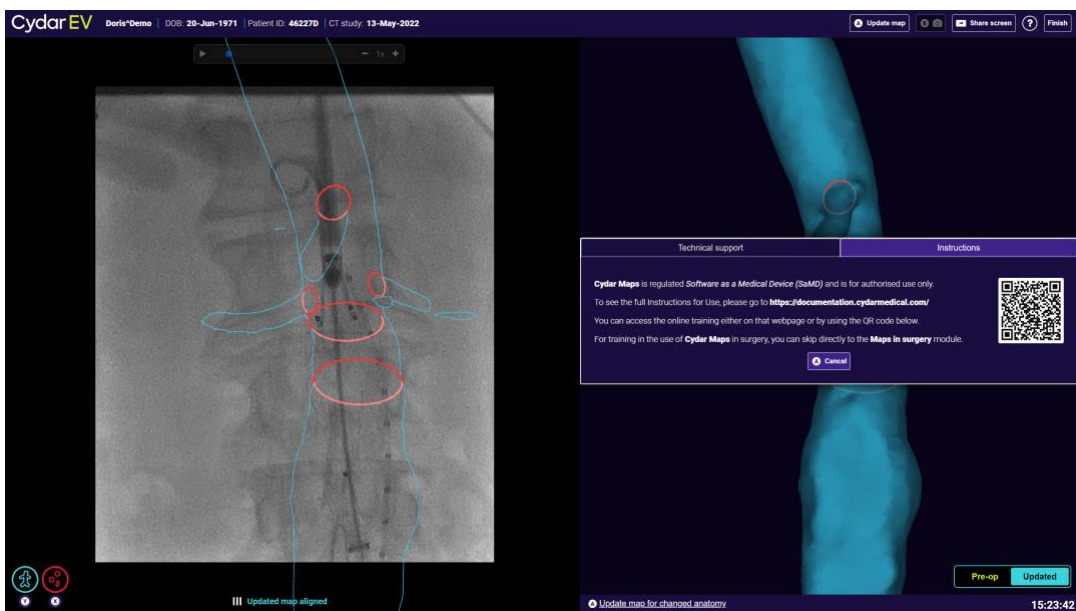 Cydar EV Doris^Demo | DOB: 20-Jun-1971 | Patient ID: 46227D | CT study: 13-May-2022
A Update map
Share screen
?
Finish
1x
Technical support
Instructions
Cydar Maps is regulated Software as a Medical Device (SaMD) and is for authorised use only.
To see the full Instructions for Use, please go to https://documentation.cydarmedical.com/
You can access the online training either on that webpage or by using the QR code below.
For training in the use of Cydar Maps in surgery, you can skip directly to the Maps in surgery module.
A Cancel
Pre-op
Updated
Y
X
Updated map aligned
A Update map for changed anatomy
15:23:42